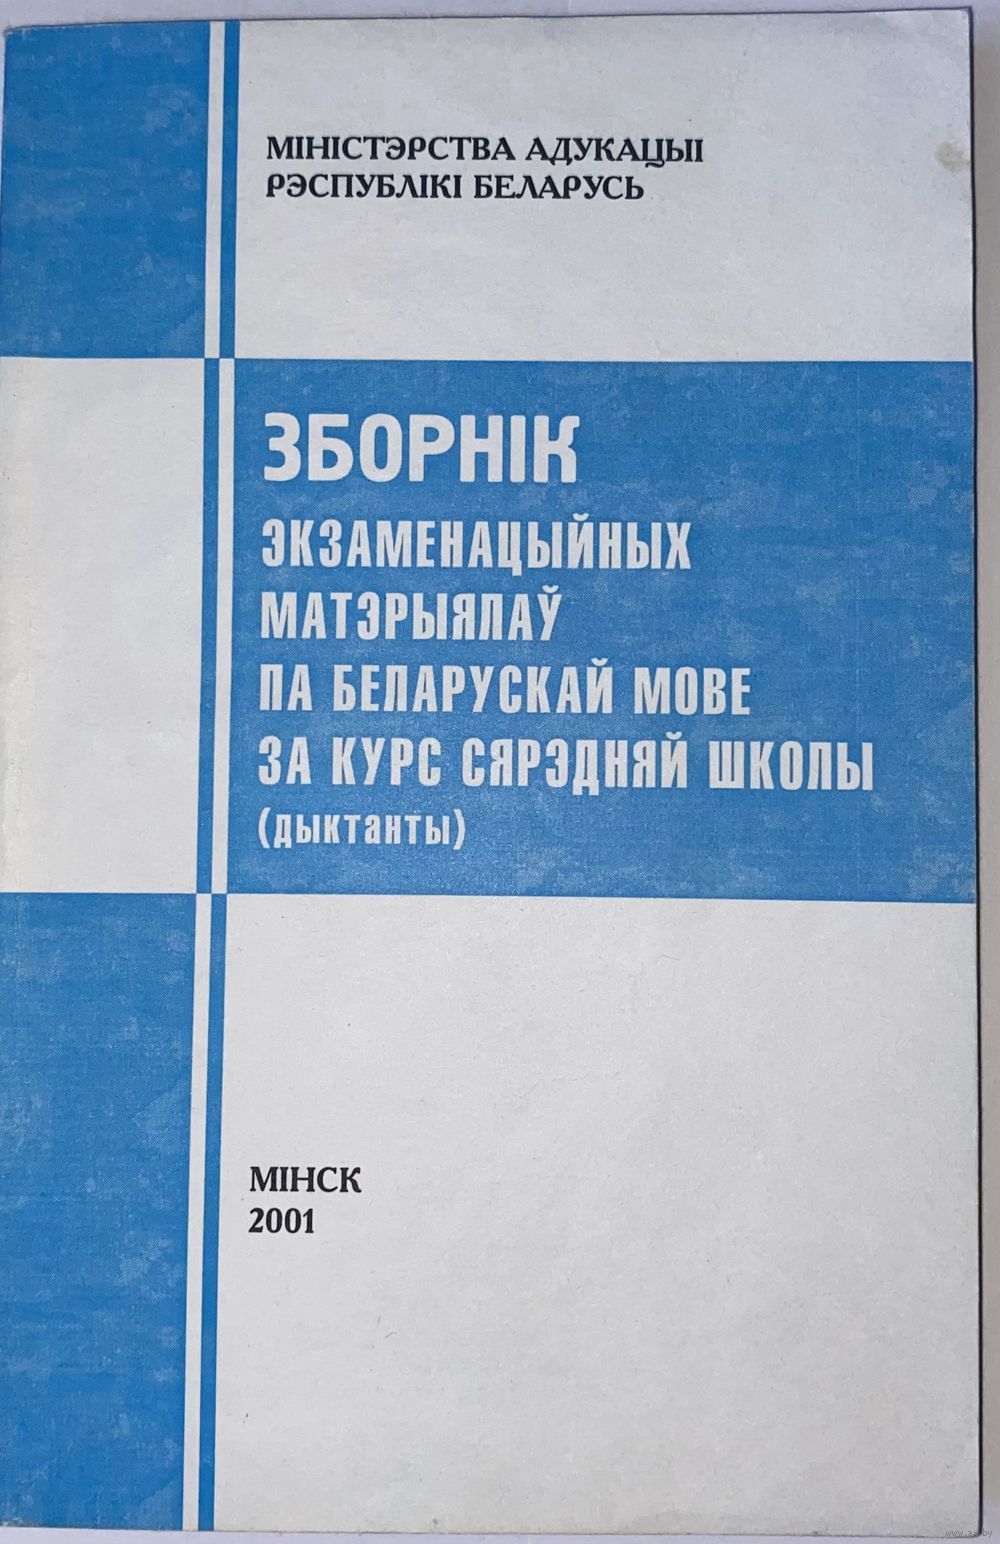 МІНІСТЭРСТВА АДУКАЦЫІ
РЭСПУБЛІКІ БЕЛАРУСЬ
ЗБОРНІК
ЭКЗАМЕНАЦЫЙНЫХ
МАТЭРЫЯЛАЎ
ПА БЕЛАРУСКАЙ МОВЕ
ЗА КУРС СЯРЭДНЯЙ ШКОЛЫ
(ДЫКТАНТЫ)
МІНСК
2001